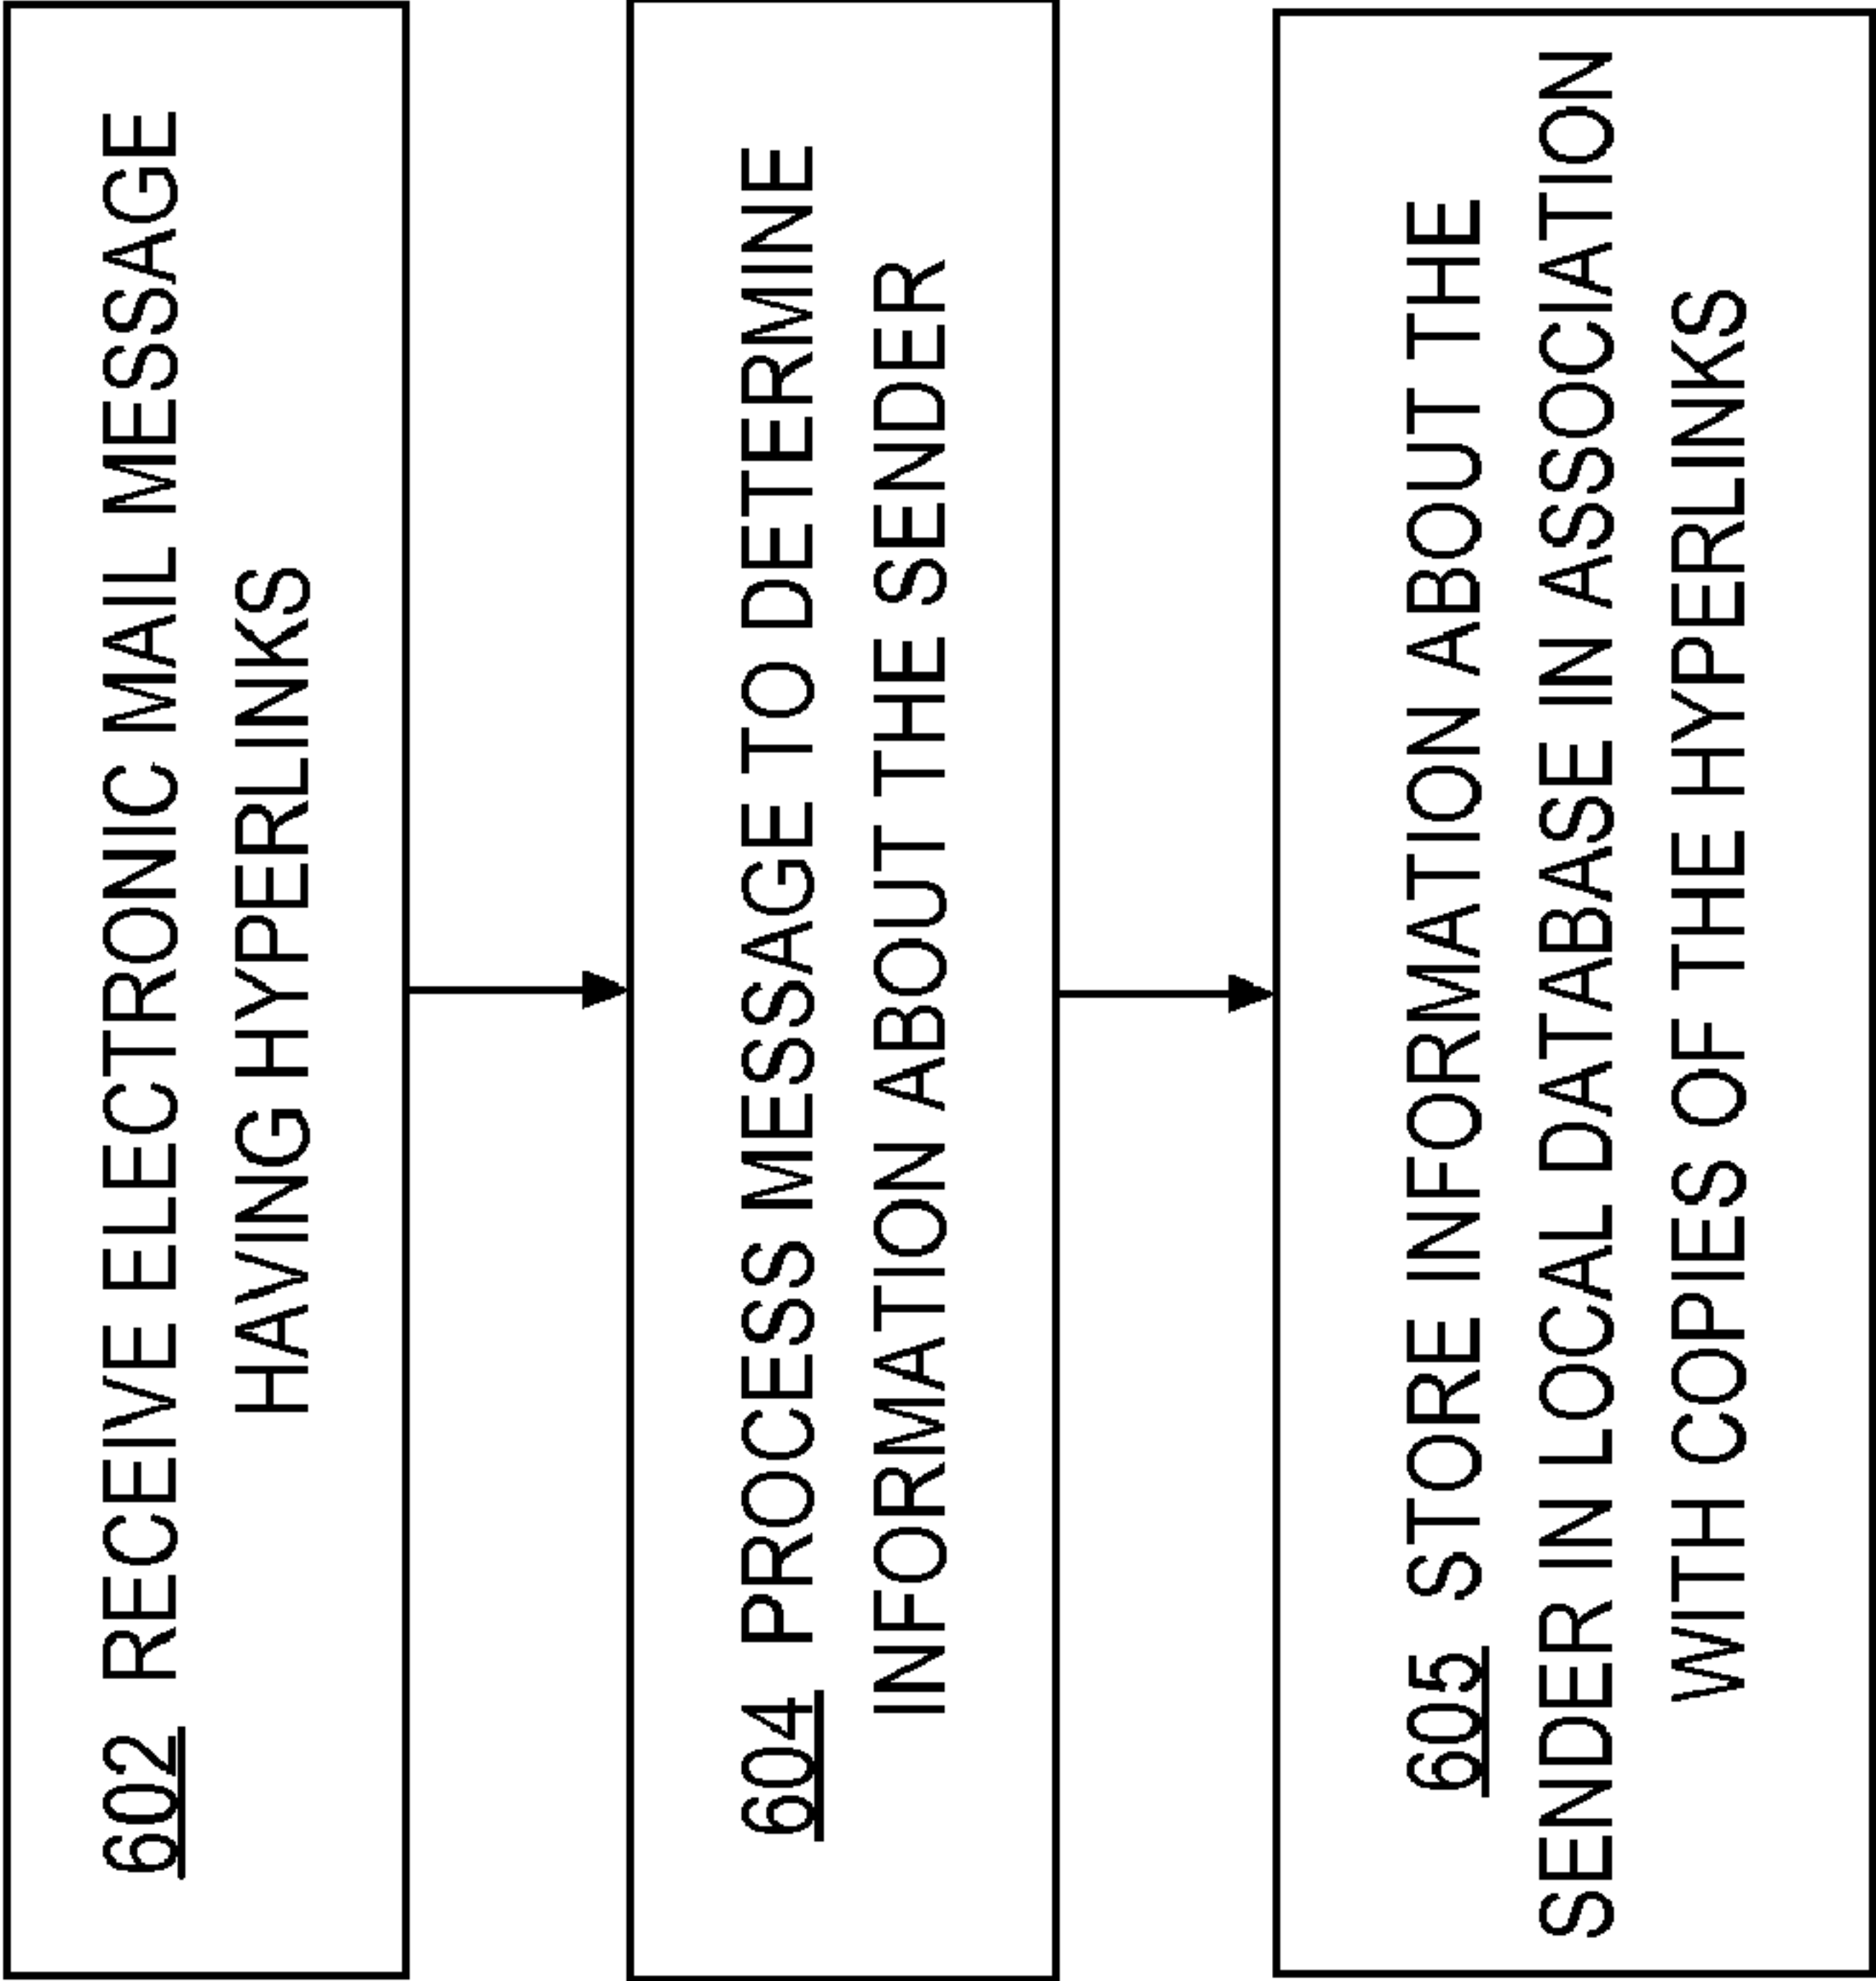 602 RECEIVE ELECTRONIC MAIL MESSAGE
HAVING HYPERLINKS
604 PROCESS MESSAGE TO DETERMINE
INFORMATION ABOUT THE SENDER
605 STORE INFORMATION ABOUT THE
SENDER IN LOCAL DATABASE IN ASSOCIATION
WITH COPIES OF THE HYPERLINKS